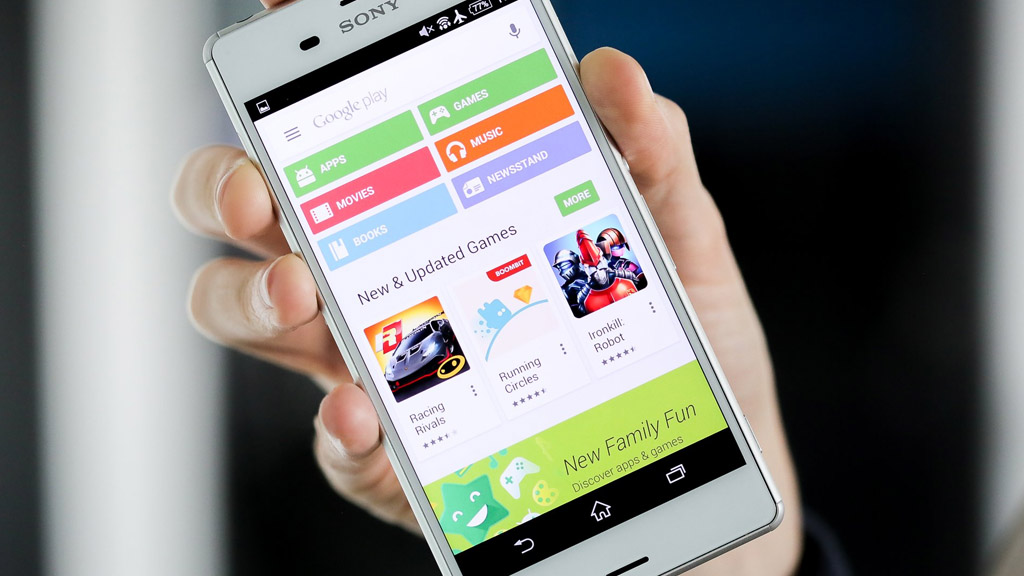 SONY
77%
Google play
APPS
GAMES
MOVIES
MUSIC
BOOKS
NEWSSTAND
New & Updated Games
MORE
BOOMBIT
Racing
Rivals
Running
Circles
Ironkill:
Robot
New Family Fun
Discover apps & games